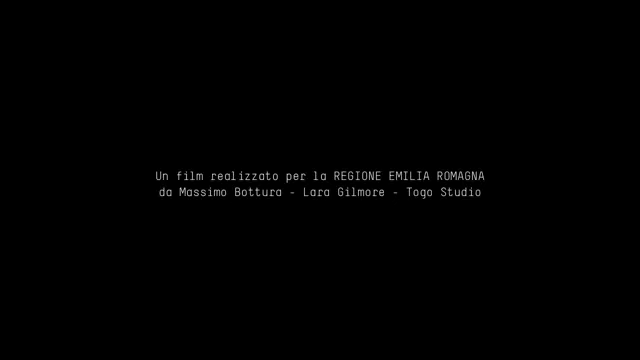 Un film realizzato per la REGIONE EMILIA ROMAGNA
da Massimo Bottura - Lara Gilmore - Togo Studio